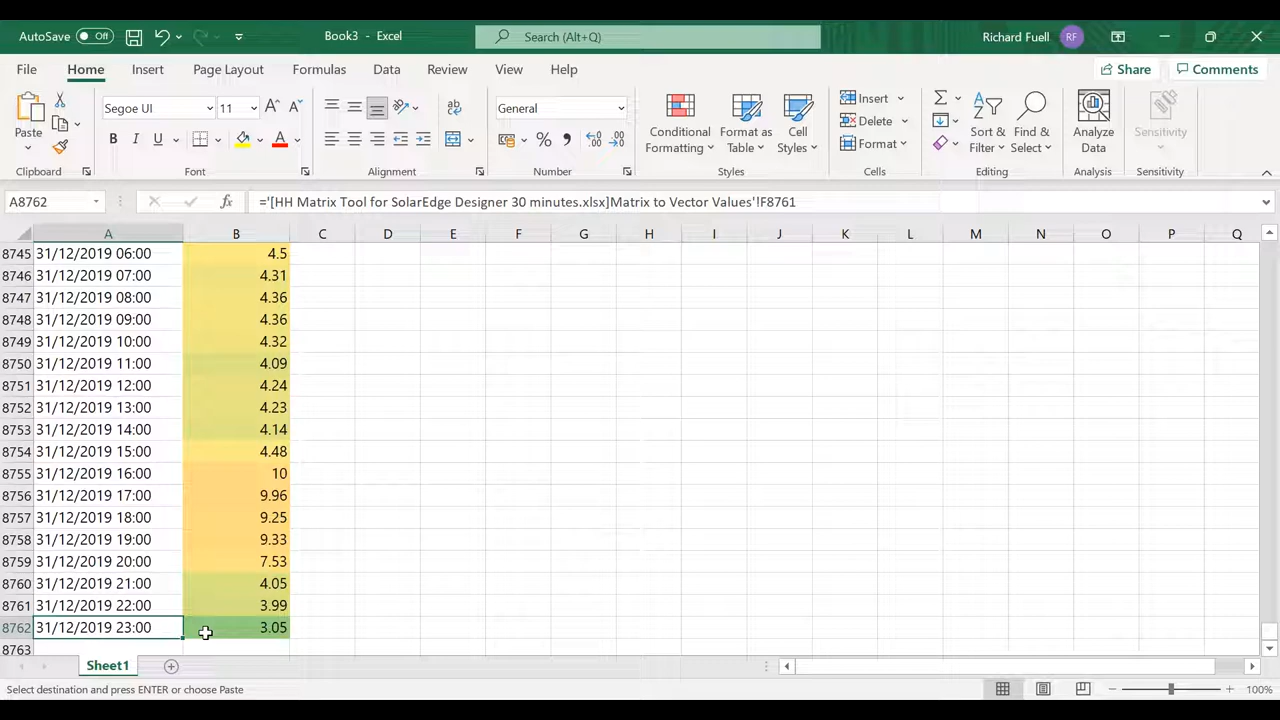 AutoSave Off Book3 - Excel Search (Alt+Q) Richard Fuell RF
File Home Insert Page Layout Formulas Data Review View Help Share Comments
Paste Segoe UI 11 General Conditional Formatting Format as Table Cell Styles Insert Delete Format Sort & Filter Find & Select Analyze Data Sensitivity
Clipboard Font Alignment Number Styles Cells Editing Analysis Sensitivity
A8762 fx ='[HH Matrix Tool for SolarEdge Designer 30 minutes.xlsx]Matrix to Vector Values'!F8761
A B C D E F G H I J K L M N O P Q
8745 31/12/2019 06:00 4.5
8746 31/12/2019 07:00 4.31
8747 31/12/2019 08:00 4.36
8748 31/12/2019 09:00 4.36
8749 31/12/2019 10:00 4.32
8750 31/12/2019 11:00 4.09
8751 31/12/2019 12:00 4.24
8752 31/12/2019 13:00 4.23
8753 31/12/2019 14:00 4.14
8754 31/12/2019 15:00 4.48
8755 31/12/2019 16:00 10
8756 31/12/2019 17:00 9.96
8757 31/12/2019 18:00 9.25
8758 31/12/2019 19:00 9.33
8759 31/12/2019 20:00 7.53
8760 31/12/2019 21:00 4.05
8761 31/12/2019 22:00 3.99
8762 31/12/2019 23:00 3.05
8763
Sheet1
Select destination and press ENTER or choose Paste 100%